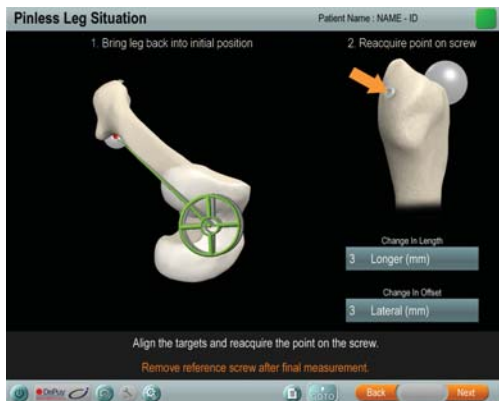 Pinless Leg Situation
Patient Name : NAME - ID
1. Bring leg back into initial position
2. Reacquire point on screw
Change In Length
3 Longer (mm)
Change In Offset
3 Lateral (mm)
Align the targets and reacquire the point on the screw.
Remove reference screw after final measurement.
DePuy
GOTO
Back
Next